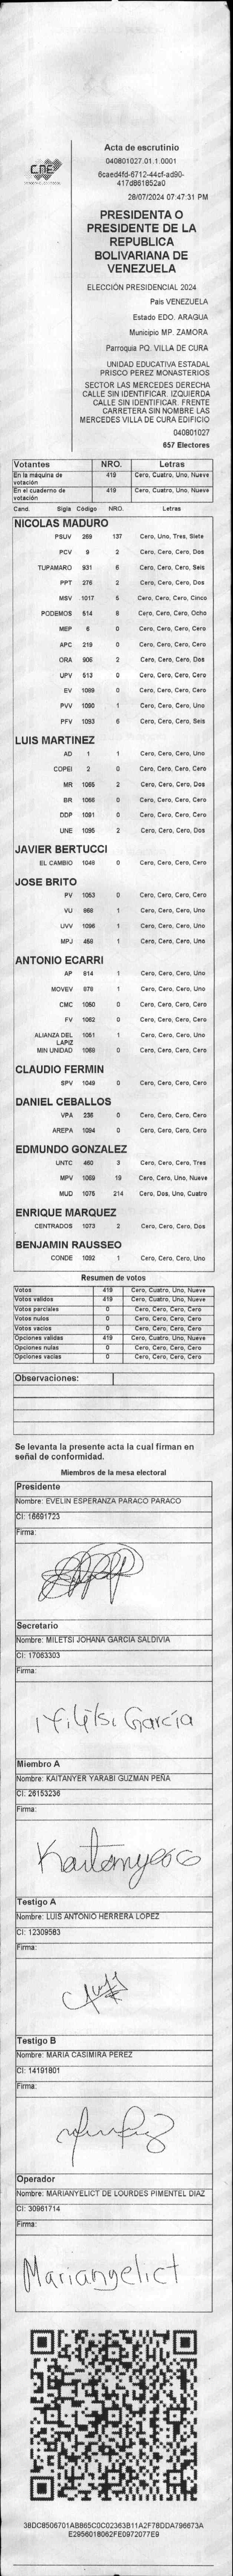 CNE
Acta de escrutinio
040801027.01.1.0001
6caed4fd-6712-44cf-ad90-
417d861852a0
28/07/2024 07:47:31 PM
PRESIDENTA O
PRESIDENTE DE LA
REPUBLICA
BOLIVARIANA DE
VENEZUELA
ELECCIÓN PRESIDENCIAL 2024
País VENEZUELA
Estado EDO. ARAGUA
Municipio MP. ZAMORA
Parroquia PQ. VILLA DE CURA
UNIDAD EDUCATIVA ESTADAL
PRISCO PEREZ MONASTERIOS
SECTOR LAS MERCEDES DERECHA
CALLE SIN IDENTIFICAR. IZQUIERDA
CALLE SIN IDENTIFICAR. FRENTE
CARRETERA SIN NOMBRE LAS
MERCEDES VILLA DE CURA EDIFICIO
040801027
657 Electores
Votantes NRO. Letras
En la máquina de votación 419 Cero, Cuatro, Uno, Nueve
En el cuaderno de votación 419 Cero, Cuatro, Uno, Nueve
Cand. Sigla Código NRO. Letras
NICOLAS MADURO
PSUV 269 137 Cero, Uno, Tres, Siete
PCV 9 2 Cero, Cero, Cero, Dos
TUPAMARO 931 6 Cero, Cero, Cero, Seis
PPT 276 2 Cero, Cero, Cero, Dos
MSV 1017 5 Cero, Cero, Cero, Cinco
PODEMOS 614 8 Cero, Cero, Cero, Ocho
MEP 6 0 Cero, Cero, Cero, Cero
APC 219 0 Cero, Cero, Cero, Cero
ORA 906 2 Cero, Cero, Cero, Dos
UPV 513 0 Cero, Cero, Cero, Cero
EV 1089 0 Cero, Cero, Cero, Cero
PVV 1090 1 Cero, Cero, Cero, Uno
PFV 1093 6 Cero, Cero, Cero, Seis
LUIS MARTINEZ
AD 1 1 Cero, Cero, Cero, Uno
COPEI 2 0 Cero, Cero, Cero, Cero
MR 1065 2 Cero, Cero, Cero, Dos
BR 1066 0 Cero, Cero, Cero, Cero
DDP 1091 0 Cero, Cero, Cero, Cero
UNE 1095 2 Cero, Cero, Cero, Dos
JAVIER BERTUCCI
EL CAMBIO 1048 0 Cero, Cero, Cero, Cero
JOSE BRITO
PV 1053 0 Cero, Cero, Cero, Cero
VU 868 1 Cero, Cero, Cero, Uno
UVV 1096 1 Cero, Cero, Cero, Uno
MPJ 458 1 Cero, Cero, Cero, Uno
ANTONIO ECARRI
AP 914 1 Cero, Cero, Cero, Uno
MOVEV 978 1 Cero, Cero, Cero, Uno
CMC 1050 0 Cero, Cero, Cero, Cero
FV 1062 0 Cero, Cero, Cero, Cero
ALIANZA DEL LAPIZ 1051 1 Cero, Cero, Cero, Uno
MIN UNIDAD 1068 0 Cero, Cero, Cero, Cero
CLAUDIO FERMIN
SPV 1049 0 Cero, Cero, Cero, Cero
DANIEL CEBALLOS
VPA 236 0 Cero, Cero, Cero, Cero
AREPA 1094 0 Cero, Cero, Cero, Cero
EDMUNDO GONZALEZ
UNTC 460 3 Cero, Cero, Cero, Tres
MPV 1069 19 Cero, Cero, Uno, Nueve
MUD 1075 214 Cero, Dos, Uno, Cuatro
ENRIQUE MARQUEZ
CENTRADOS 1073 2 Cero, Cero, Cero, Dos
BENJAMIN RAUSSEO
CONDE 1092 1 Cero, Cero, Cero, Uno
Resumen de votos
Votos 419 Cero, Cuatro, Uno, Nueve
Votos validos 419 Cero, Cuatro, Uno, Nueve
Votos parciales 0 Cero, Cero, Cero, Cero
Votos nulos 0 Cero, Cero, Cero, Cero
Votos vacios 0 Cero, Cero, Cero, Cero
Opciones validas 419 Cero, Cuatro, Uno, Nueve
Opciones nulas 0 Cero, Cero, Cero, Cero
Opciones vacias 0 Cero, Cero, Cero, Cero
Observaciones:
Se levanta la presente acta la cual firman en
señal de conformidad.
Miembros de la mesa electoral
Presidente
Nombre: EVELIN ESPERANZA PARACO PARACO
CI: 16691723
Firma:
Secretario
Nombre: MILETSI JOHANA GARCIA SALDIVIA
CI: 17063303
Firma:
Garcia
Miembro A
Nombre: KAITANYER YARABI GUZMAN PEÑA
CI: 26153236
Firma:
Testigo A
Nombre: LUIS ANTONIO HERRERA LOPEZ
CI: 12309583
Firma:
Testigo B
Nombre: MARIA CASIMIRA PEREZ
CI: 14191801
Firma:
Operador
Nombre: MARIANYELICT DE LOURDES PIMENTEL DIAZ
CI: 30961714
Firma:
Marianyelict
38DC8506701AB865C0C02363B11A2F78DDA796673A
E2956018062FE0972077E9